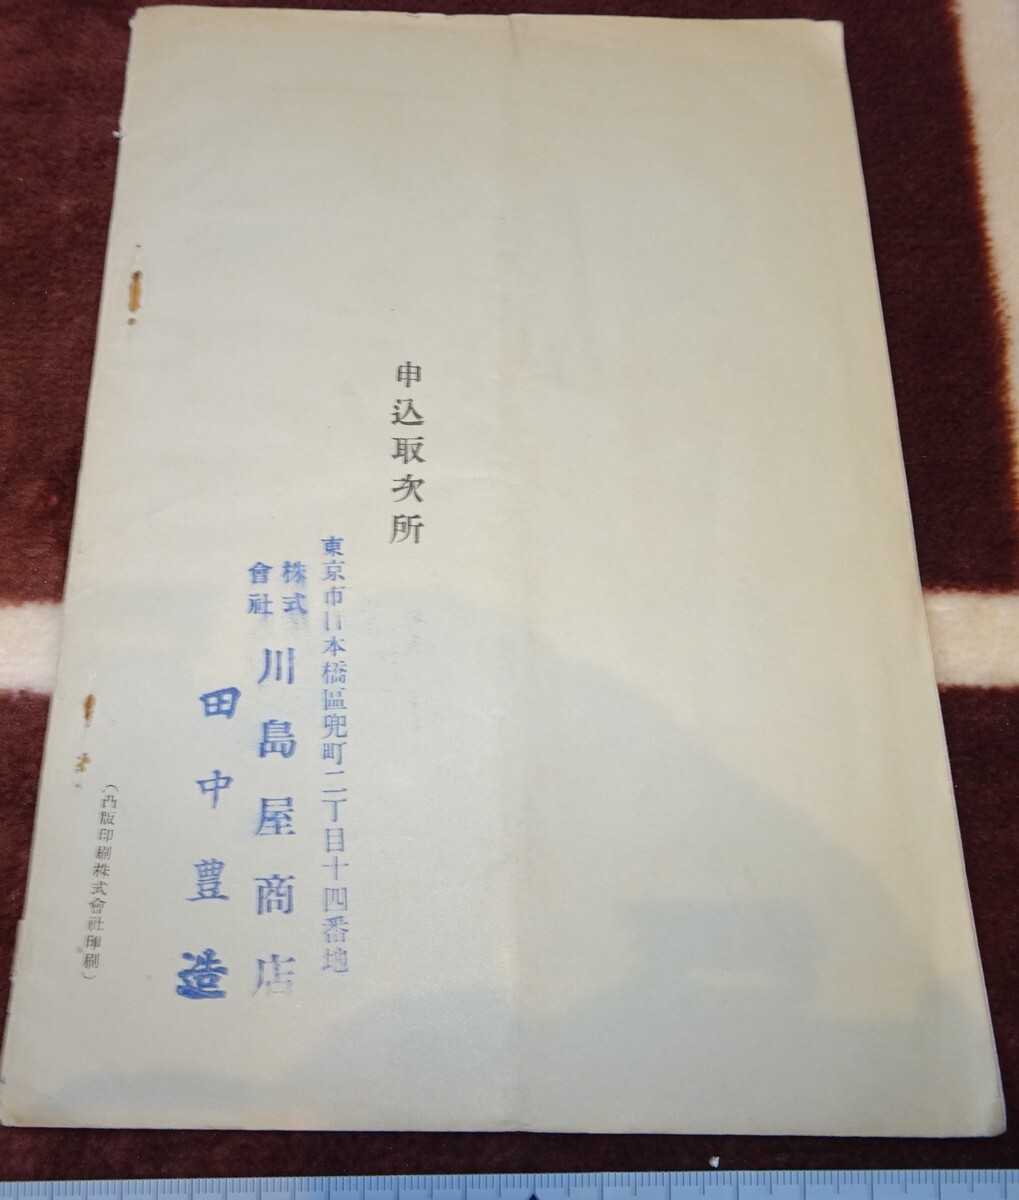 申込取次所
東京市日本橋區兜町二丁目十四番地
株式會社川島屋商店
田中豊造
（凸版印刷株式會社印刷）